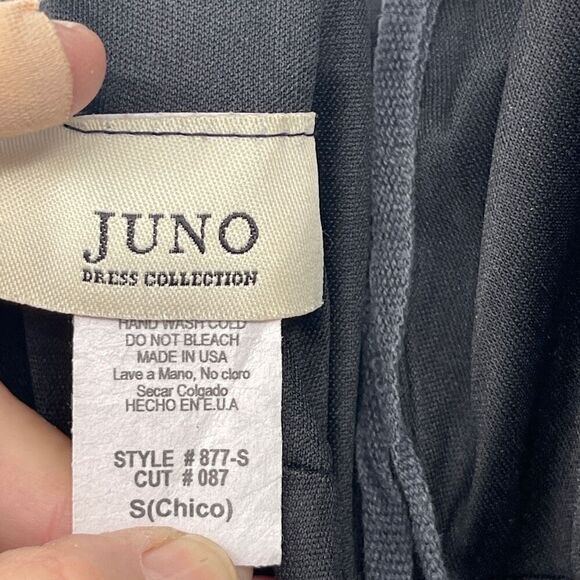 JUNO
DRESS COLLECTION
HAND WASH COLD
DO NOT BLEACH
MADE IN USA
Lave a Mano, No cloro
Secar Colgado
HECHO EN E.U.A
STYLE # 877-S
CUT # 087
S(Chico)